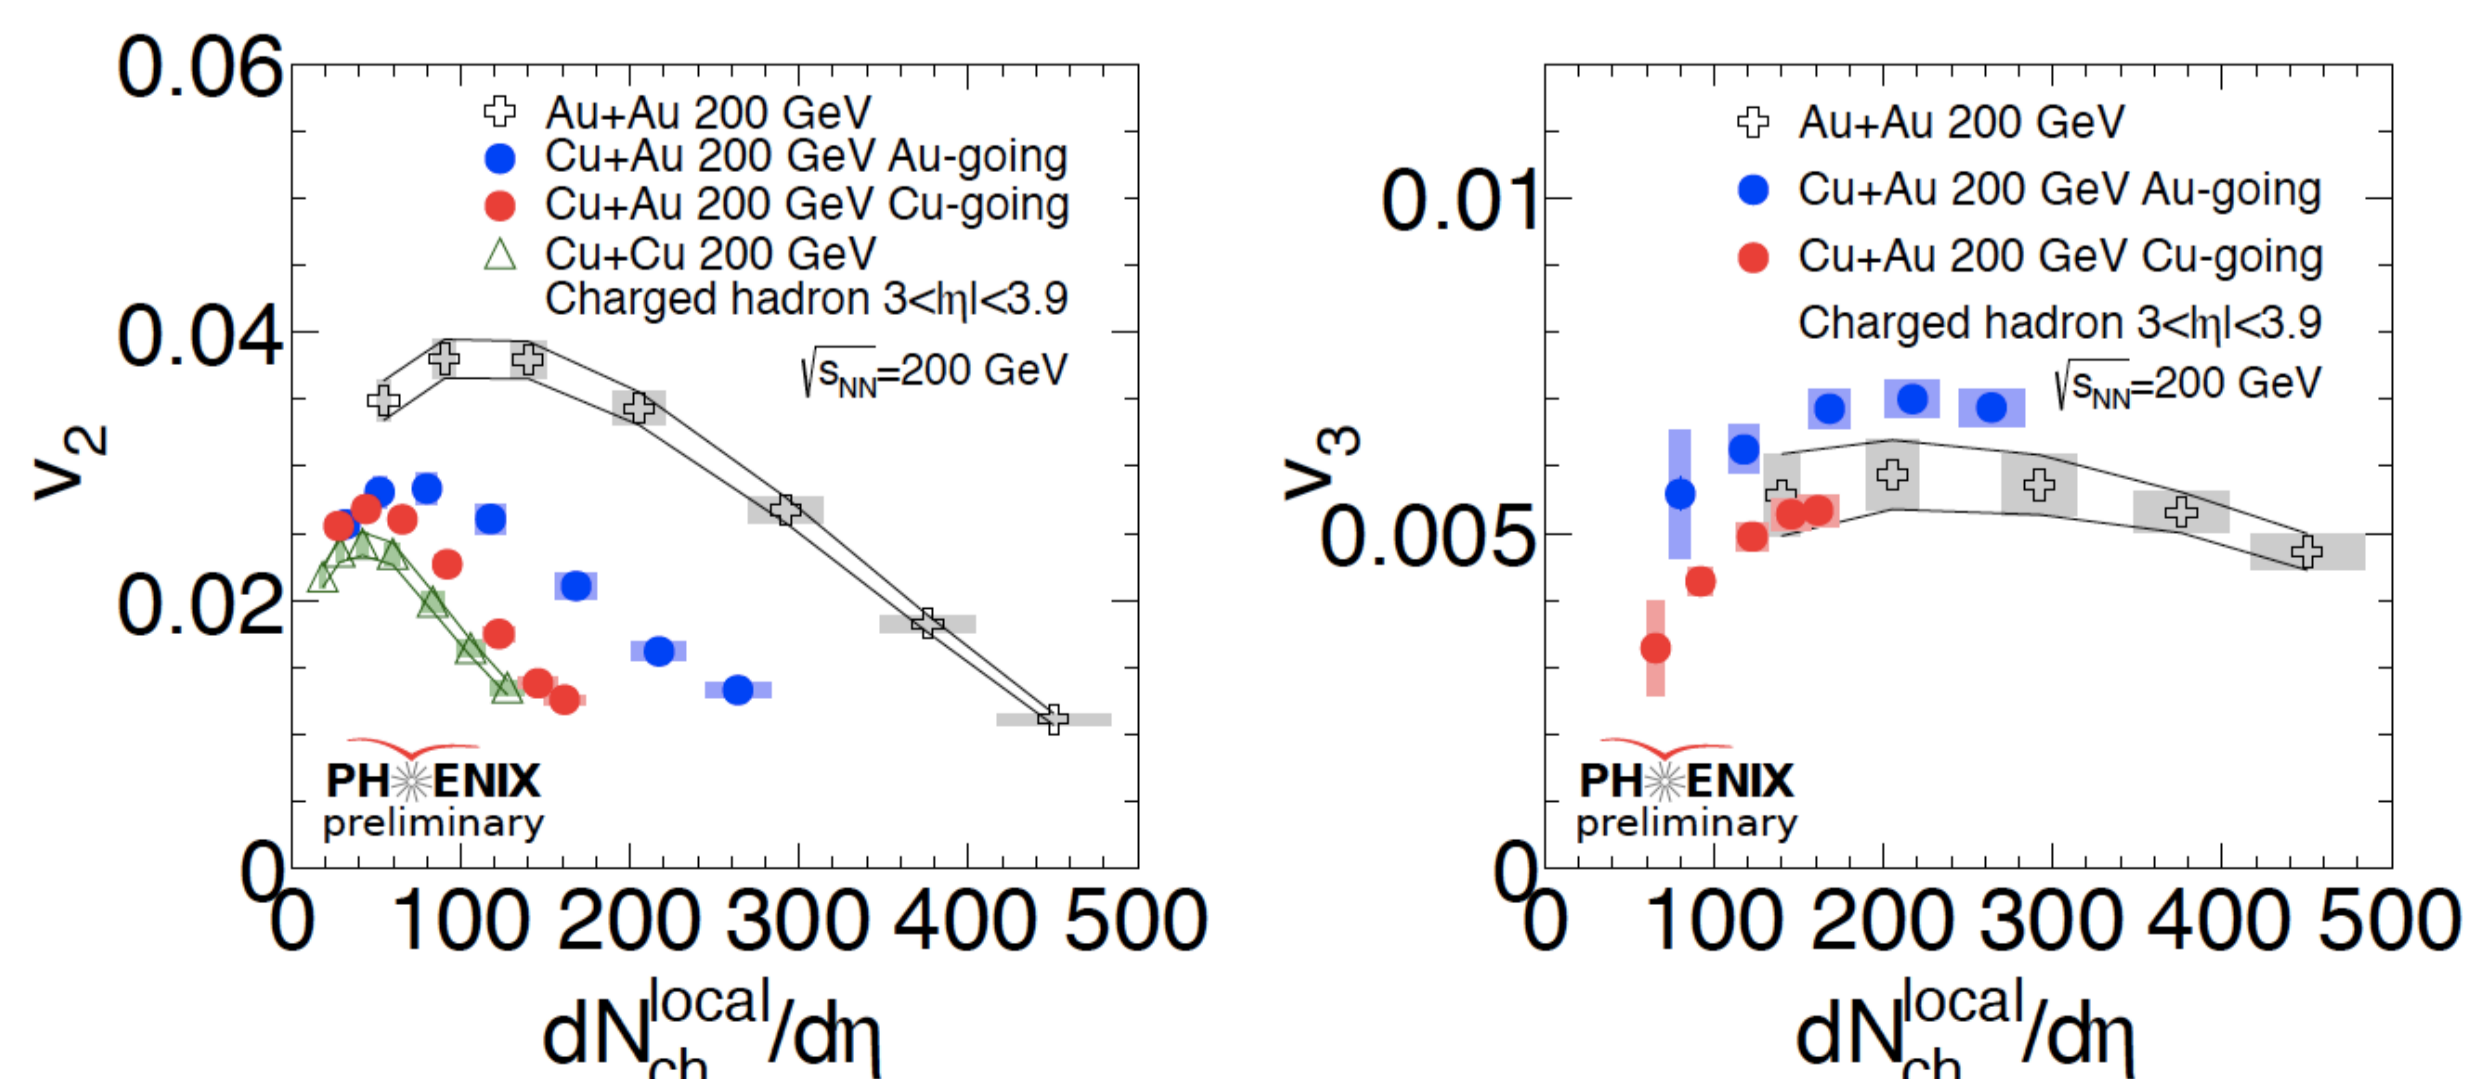 0.06
0.04
0.02
0
v2
Au+Au 200 GeV
Cu+Au 200 GeV Au-going
Cu+Au 200 GeV Cu-going
Cu+Cu 200 GeV
Charged hadron 3<|η|<3.9
√sNN=200 GeV
PHENIX
preliminary
0 100 200 300 400 500
dNch local/dη
0.01
0.005
0
v3
Au+Au 200 GeV
Cu+Au 200 GeV Au-going
Cu+Au 200 GeV Cu-going
Charged hadron 3<|η|<3.9
√sNN=200 GeV
PHENIX
preliminary
0 100 200 300 400 500
dNch local/dη